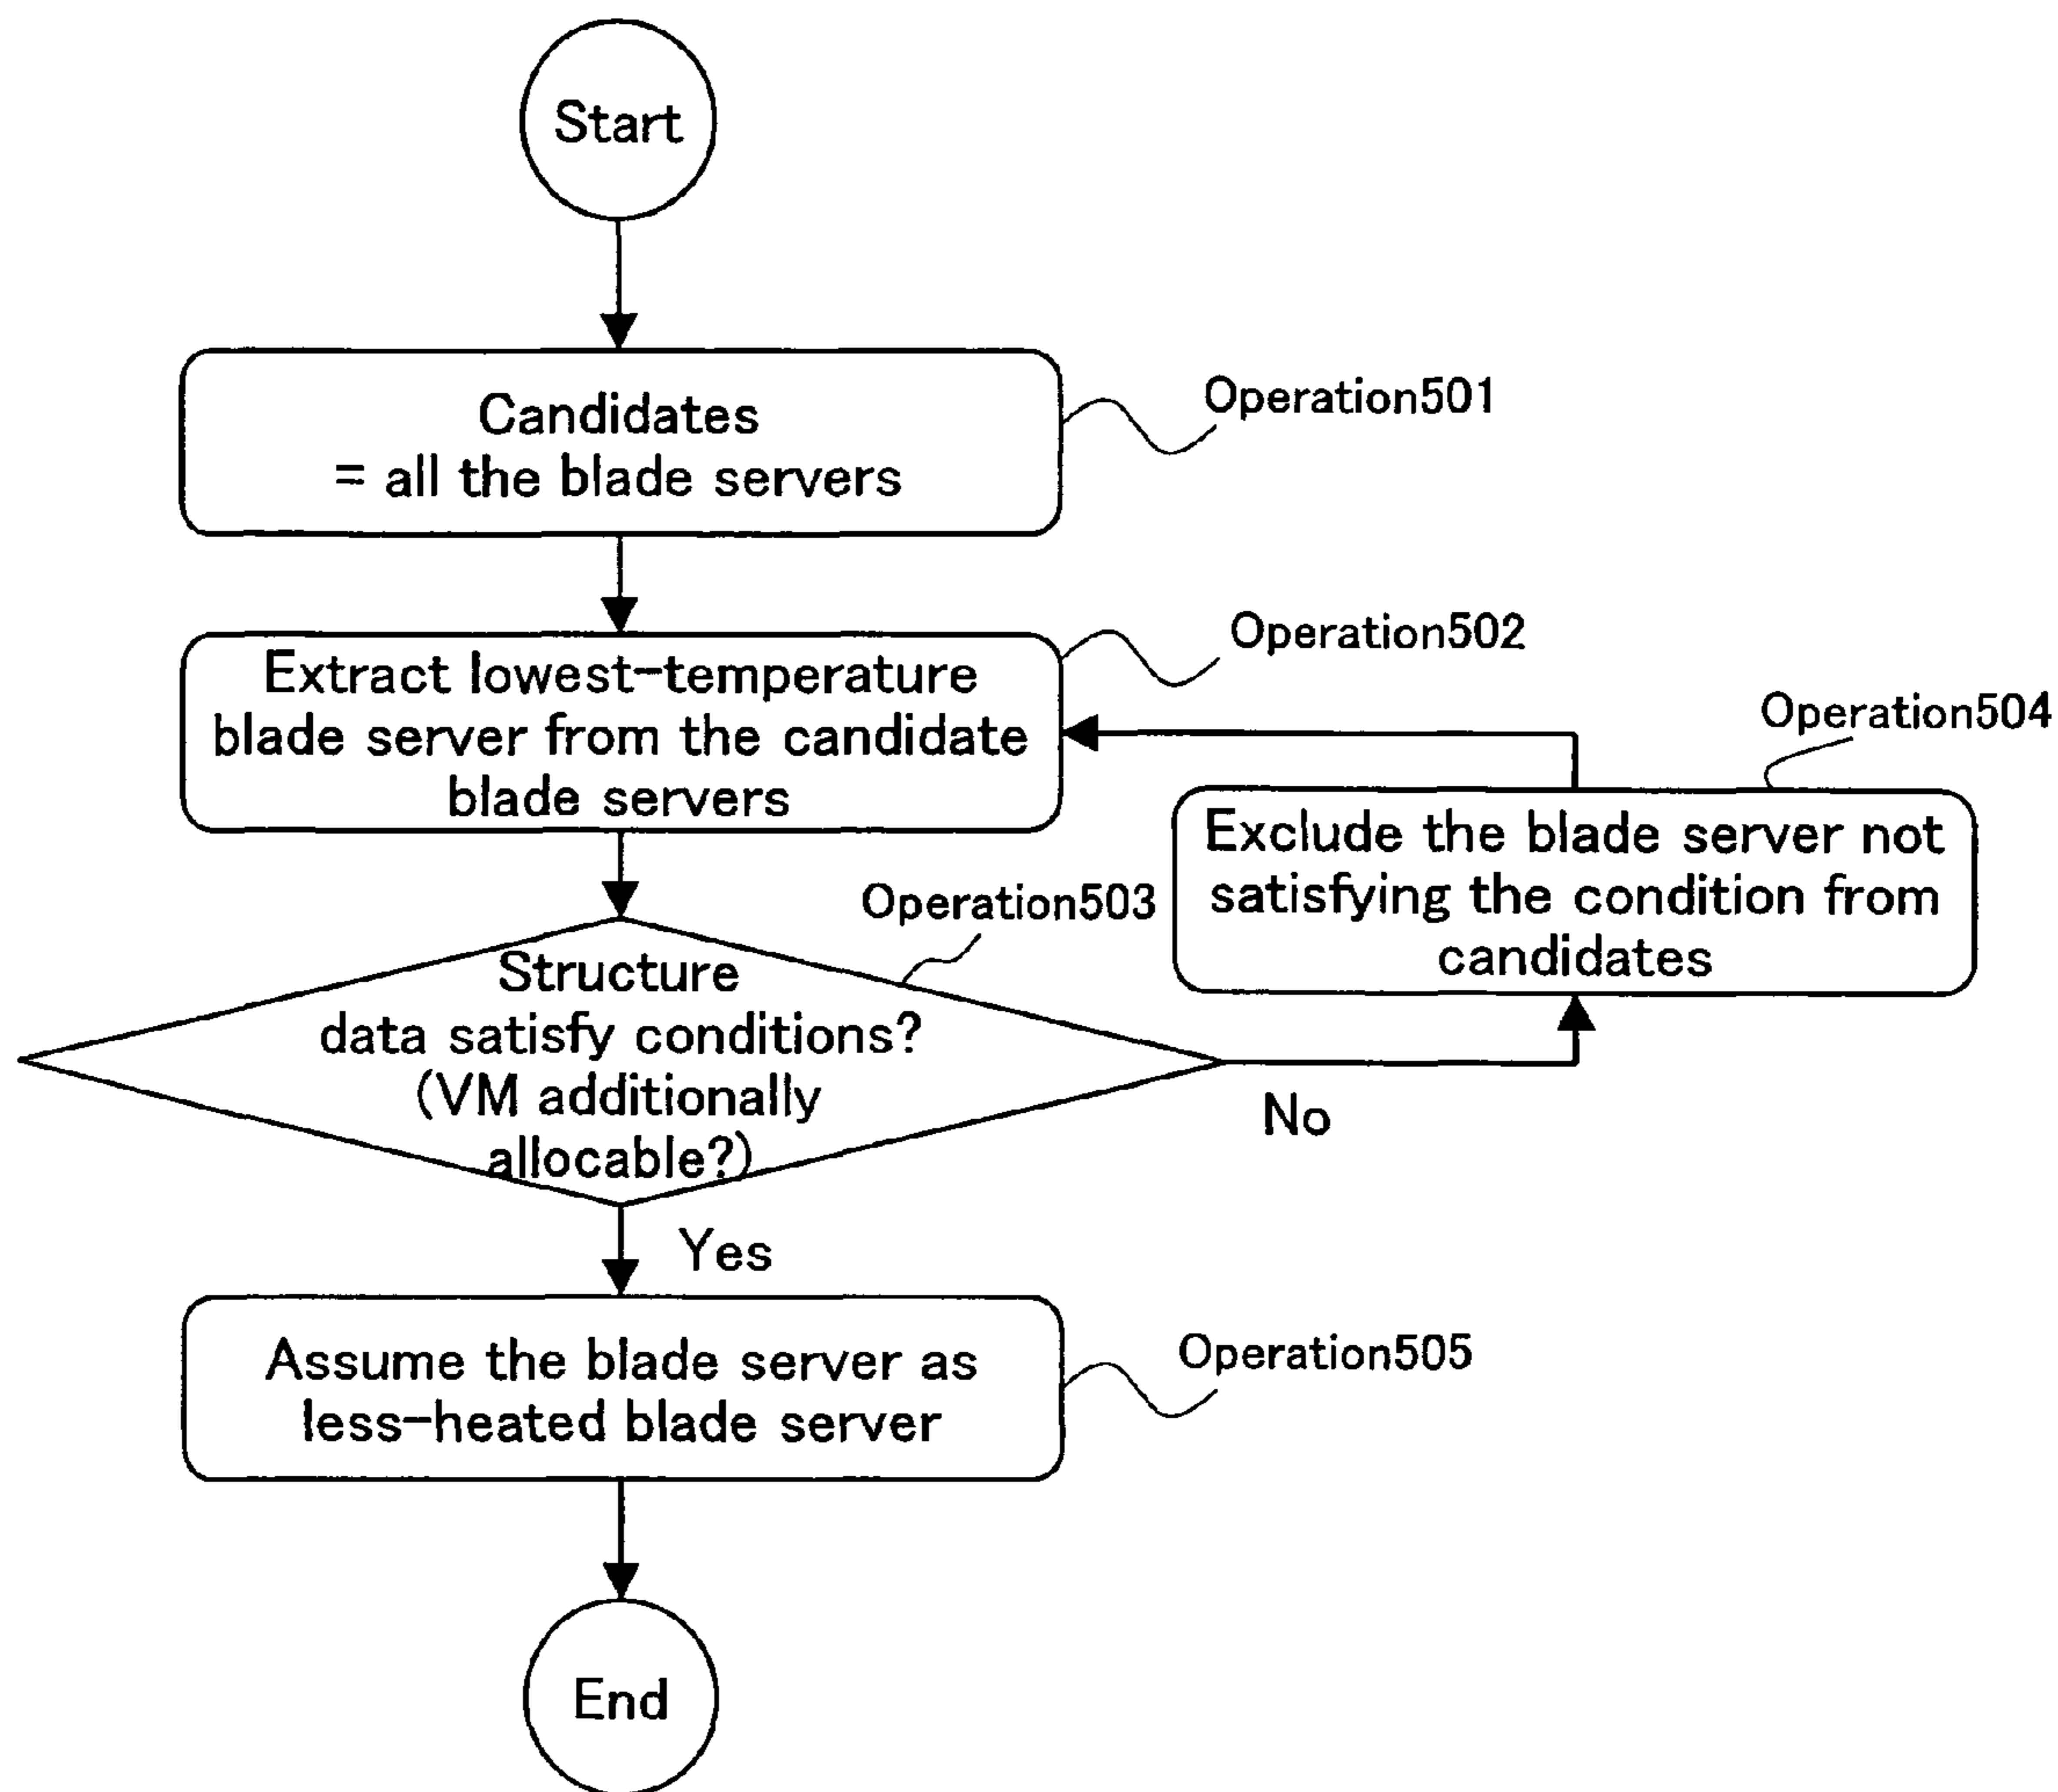 Start
Candidates
= all the blade servers
Operation501
Extract lowest-temperature
blade server from the candidate
blade servers
Operation502
Operation504
Exclude the blade server not
satisfying the condition from
candidates
Operation503
Structure
data satisfy conditions?
(VM additionally
allocable?)
No
Yes
Assume the blade server as
less-heated blade server
Operation505
End